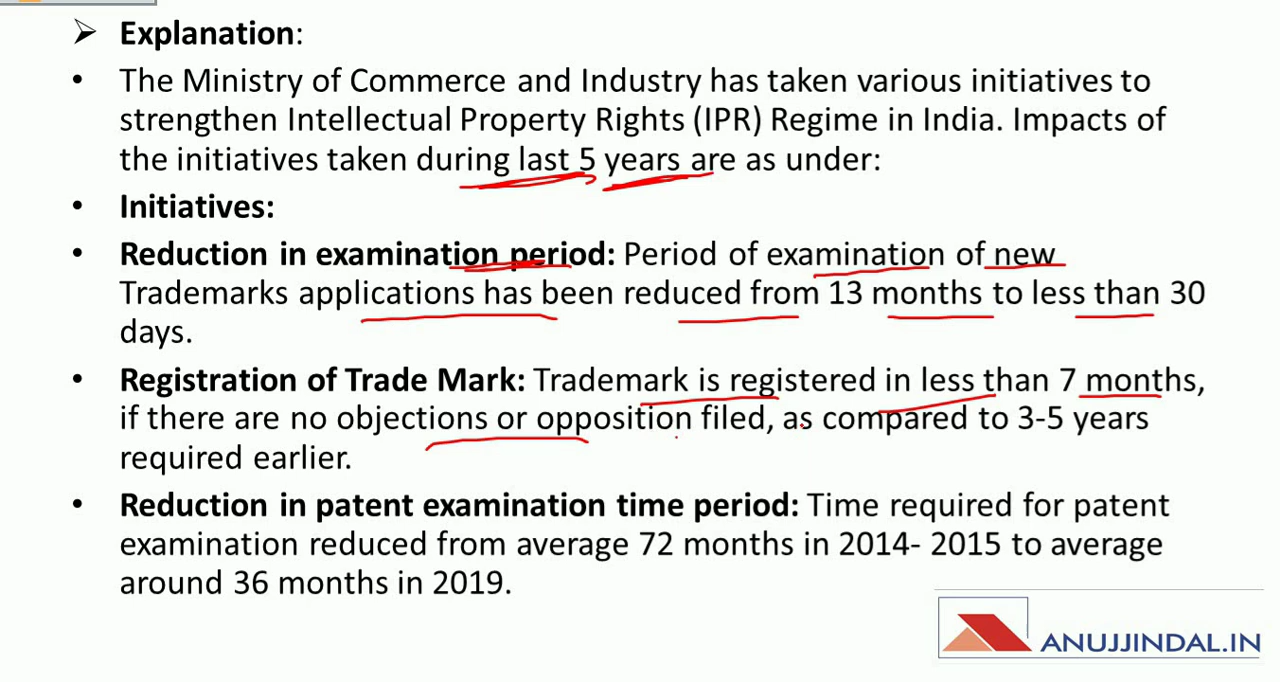 Explanation:
The Ministry of Commerce and Industry has taken various initiatives to
strengthen Intellectual Property Rights (IPR) Regime in India. Impacts of
the initiatives taken during last 5 years are as under:
Initiatives:
Reduction in examination period: Period of examination of new
Trademarks applications has been reduced from 13 months to less than 30
days.
Registration of Trade Mark: Trademark is registered in less than 7 months,
if there are no objections or opposition filed, as compared to 3-5 years
required earlier.
Reduction in patent examination time period: Time required for patent
examination reduced from average 72 months in 2014- 2015 to average
around 36 months in 2019.
ANUJJINDAL.IN